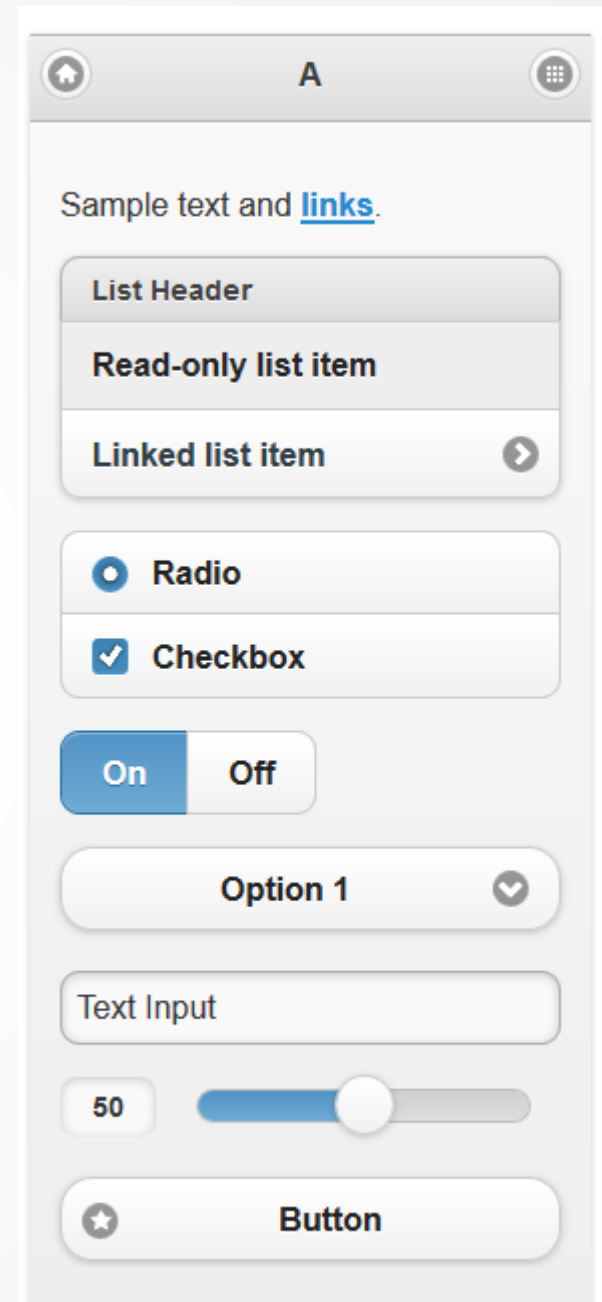 A
Sample text and links.
List Header
Read-only list item
Linked list item
Radio
Checkbox
On Off
Option 1
Text Input
50
Button